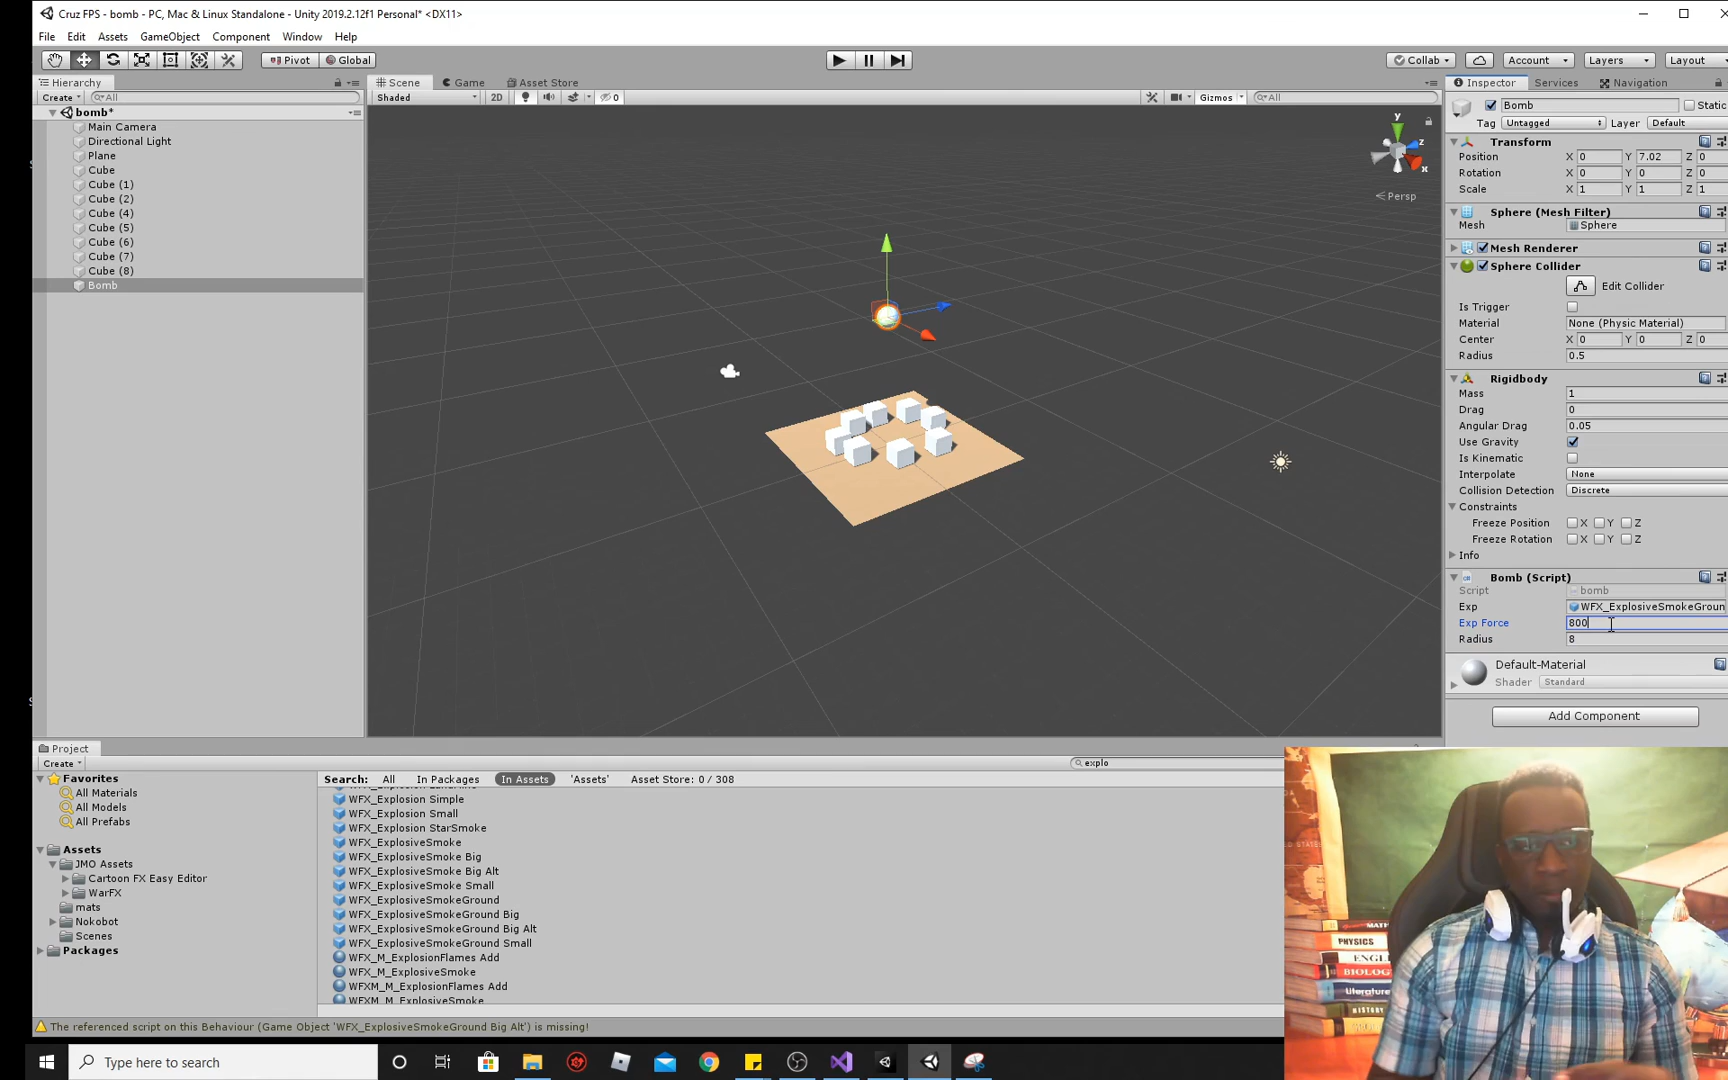 Cruz FPS - bomb - PC, Mac & Linux Standalone - Unity 2019.2.12f1 Personal* <DX11>
File Edit Assets GameObject Component Window Help
Pivot Global Collab Account Layers Layout
Hierarchy
Create All
bomb*
Main Camera
Directional Light
Plane
Cube
Cube (1)
Cube (2)
Cube (4)
Cube (5)
Cube (6)
Cube (7)
Cube (8)
Bomb
Scene Game Asset Store
Shaded 2D 0 Gizmos All
y
z
x
Persp
Inspector Services Navigation
Bomb Static
Tag Untagged Layer Default
Transform
Position X 0 Y 7.02 Z 0
Rotation X 0 Y 0 Z 0
Scale X 1 Y 1 Z 1
Sphere (Mesh Filter)
Mesh Sphere
Mesh Renderer
Sphere Collider
Edit Collider
Is Trigger
Material None (Physic Material)
Center X 0 Y 0 Z 0
Radius 0.5
Rigidbody
Mass 1
Drag 0
Angular Drag 0.05
Use Gravity
Is Kinematic
Interpolate None
Collision Detection Discrete
Constraints
Freeze Position X Y Z
Freeze Rotation X Y Z
Info
Bomb (Script)
Script bomb
Exp WFX_ExplosiveSmokeGroun
Exp Force 800
Radius 8
Default-Material
Shader Standard
Add Component
Project
Create explo
Favorites
All Materials
All Models
All Prefabs
Assets
JMO Assets
Cartoon FX Easy Editor
WarFX
mats
Nokobot
Scenes
Packages
Search: All In Packages In Assets 'Assets' Asset Store: 0 / 308
WFX_Explosion Simple
WFX_Explosion Small
WFX_Explosion StarSmoke
WFX_ExplosiveSmoke
WFX_ExplosiveSmoke Big
WFX_ExplosiveSmoke Big Alt
WFX_ExplosiveSmoke Small
WFX_ExplosiveSmokeGround
WFX_ExplosiveSmokeGround Big
WFX_ExplosiveSmokeGround Big Alt
WFX_ExplosiveSmokeGround Small
WFX_M_ExplosionFlames Add
WFX_M_ExplosiveSmoke
WFXM_M_ExplosionFlames Add
WFXM_M_ExplosiveSmoke
The referenced script on this Behaviour (Game Object 'WFX_ExplosiveSmokeGround Big Alt') is missing!
PHYSICS
BIOLO
Literatur
HISTORY
Type here to search